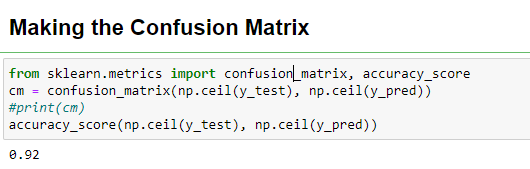 Making the Confusion Matrix
from sklearn.metrics import confusion_matrix, accuracy_score
cm = confusion_matrix(np.ceil(y_test), np.ceil(y_pred))
#print(cm)
accuracy_score(np.ceil(y_test), np.ceil(y_pred))
0.92